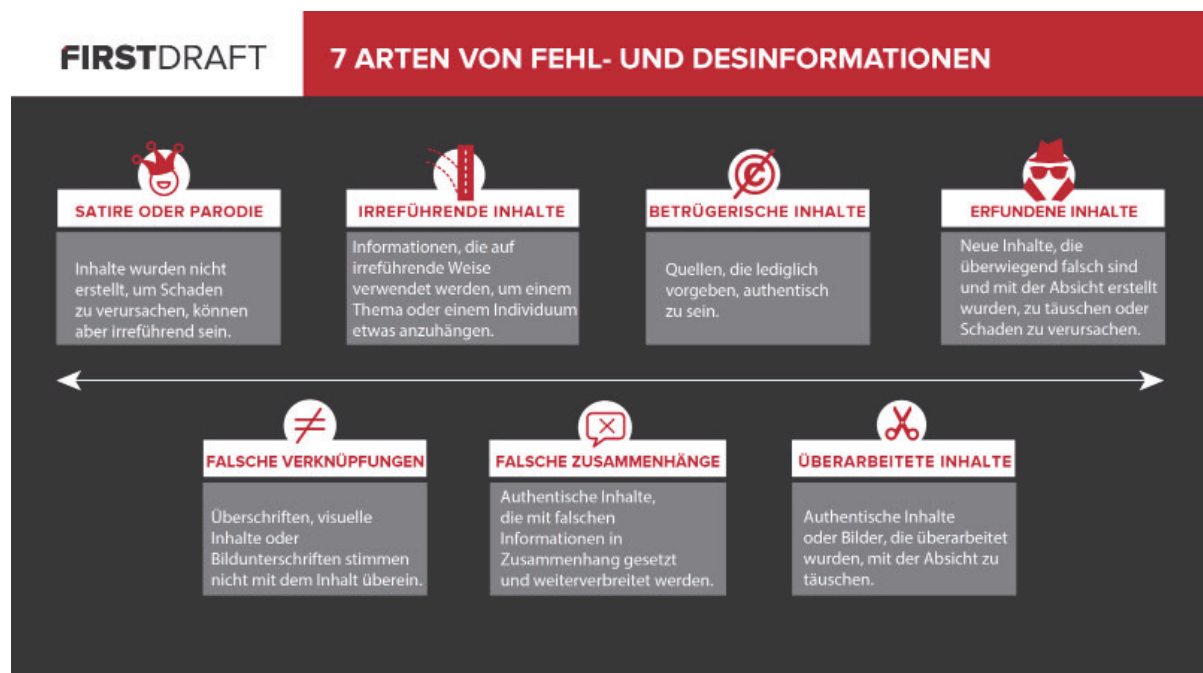 FIRSTDRAFT
7 ARTEN VON FEHL- UND DESINFORMATIONEN
SATIRE ODER PARODIE
Inhalte wurden nicht
erstellt, um Schaden
zu verursachen, können
aber irreführend sein.
IRREFÜHRENDE INHALTE
Informationen, die auf
irreführende Weise
verwendet werden, um einem
Thema oder einem Individuum
etwas anzuhängen.
BETRÜGERISCHE INHALTE
Quellen, die lediglich
vorgeben, authentisch
zu sein.
ERFUNDENE INHALTE
Neue Inhalte, die
überwiegend falsch sind
und mit der Absicht erstellt
wurden, zu täuschen oder
Schaden zu verursachen.
FALSCHE VERKNÜPFUNGEN
Überschriften, visuelle
Inhalte oder
Bildunterschriften stimmen
nicht mit dem Inhalt überein.
FALSCHE ZUSAMMENHÄNGE
Authentische Inhalte,
die mit falschen
Informationen in
Zusammenhang gesetzt
und weiterverbreitet werden.
ÜBERARBEITETE INHALTE
Authentische Inhalte
oder Bilder, die überarbeitet
wurden, mit der Absicht zu
täuschen.